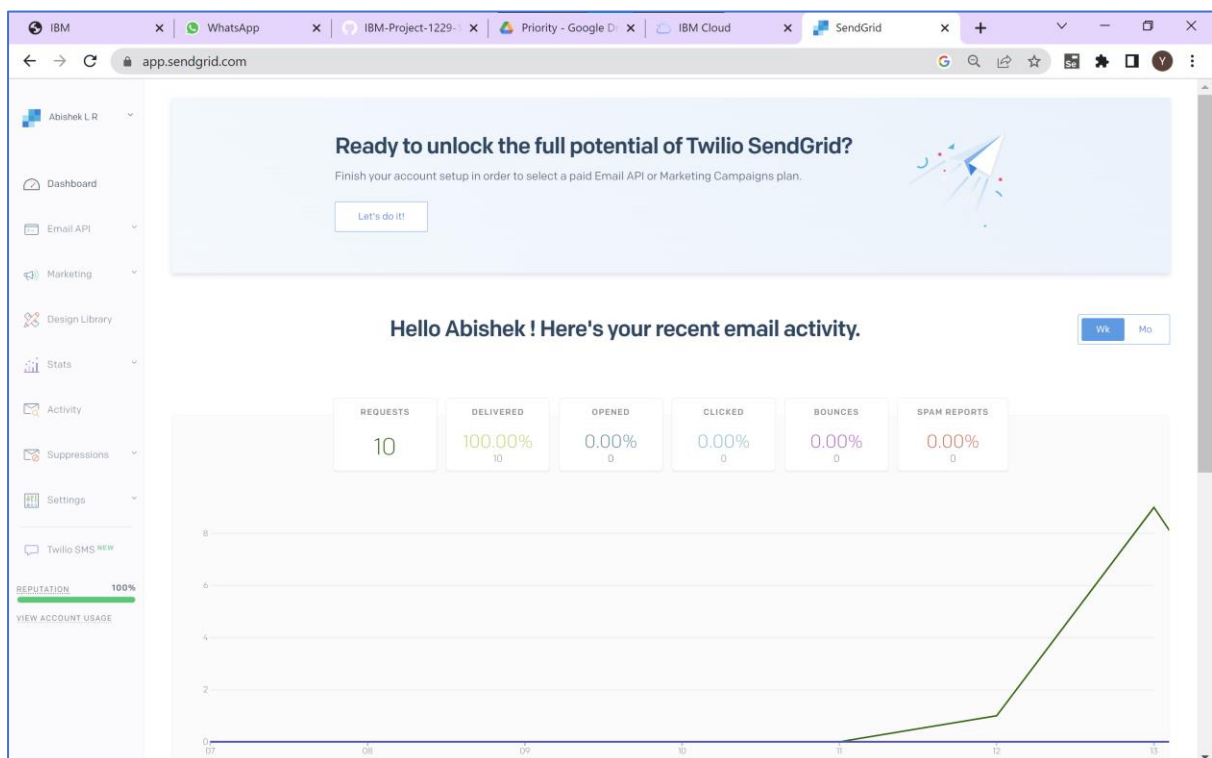 IBM
WhatsApp
IBM-Project-1229-1
Priority - Google Dr
IBM Cloud
SendGrid
app.sendgrid.com
G
Se
Y
Abishek L R
Dashboard
Email API
Marketing
Design Library
Stats
Activity
Suppressions
Settings
Twilio SMS NEW
REPUTATION 100%
VIEW ACCOUNT USAGE
Ready to unlock the full potential of Twilio SendGrid?
Finish your account setup in order to select a paid Email API or Marketing Campaigns plan.
Let's do it!
Hello Abishek ! Here's your recent email activity.
Wk Mo
REQUESTS
10
DELIVERED
100.00%
10
OPENED
0.00%
0
CLICKED
0.00%
0
BOUNCES
0.00%
0
SPAM REPORTS
0.00%
0
8
6
4
2
0
07 08 09 10 11 12 13